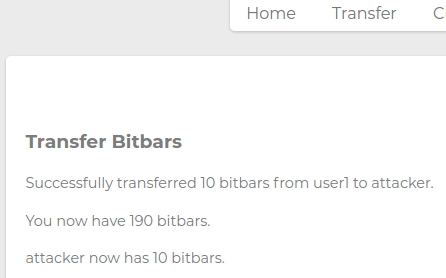 Home Transfer C
Transfer Bitbars
Successfully transferred 10 bitbars from user1 to attacker.
You now have 190 bitbars.
attacker now has 10 bitbars.